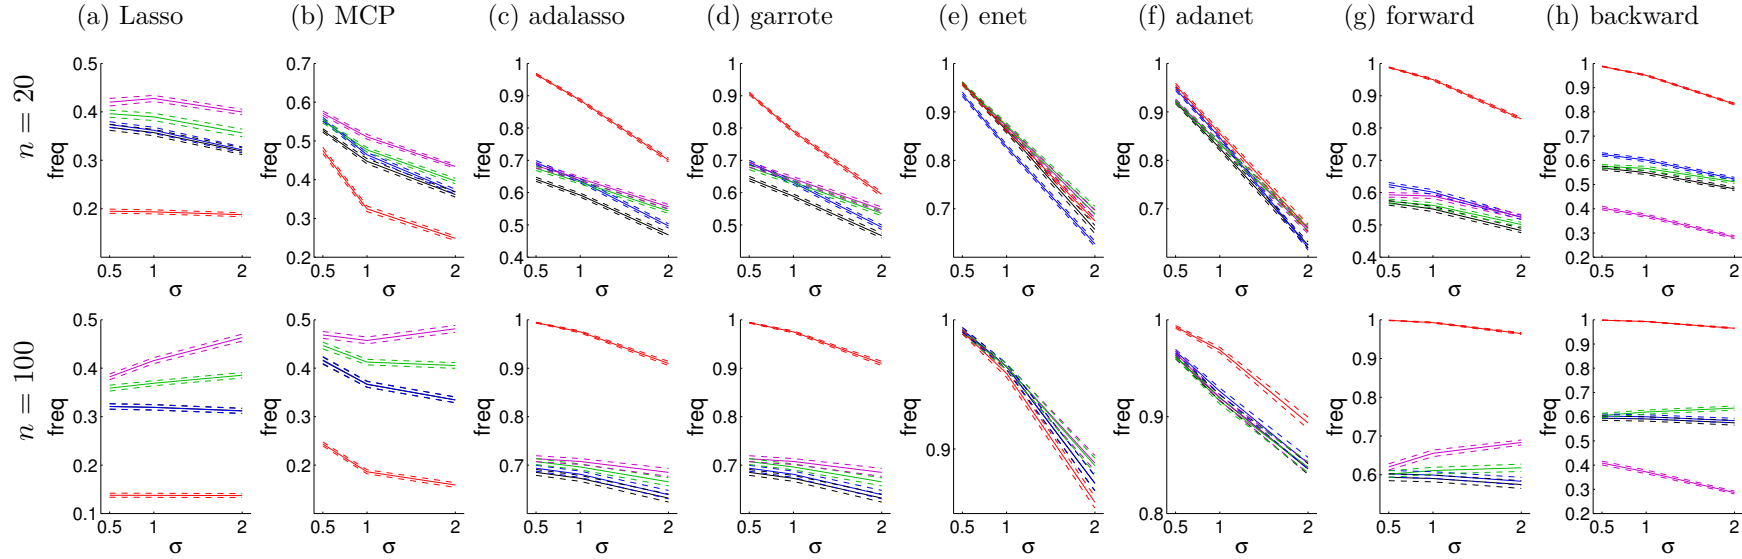 (a) Lasso
(b) MCP
(c) adalasso
(d) garrote
(e) enet
(f) adanet
(g) forward
(h) backward
n = 20
freq
0.5
0.4
0.3
0.2
0.5 1 2
σ
freq
0.7
0.6
0.5
0.4
0.3
0.2
0.5 1 2
σ
freq
1
0.9
0.8
0.7
0.6
0.5
0.4
0.5 1 2
σ
freq
1
0.9
0.8
0.7
0.6
0.5
0.4
0.5 1 2
σ
freq
1
0.9
0.8
0.7
0.5 1 2
σ
freq
1
0.9
0.8
0.7
0.5 1 2
σ
freq
1
0.9
0.8
0.7
0.6
0.5
0.4
0.5 1 2
σ
freq
1
0.9
0.8
0.7
0.6
0.5
0.4
0.3
0.2
0.5 1 2
σ
n = 100
freq
0.5
0.4
0.3
0.2
0.1
0.5 1 2
σ
freq
0.5
0.4
0.3
0.2
0.5 1 2
σ
freq
1
0.9
0.8
0.7
0.5 1 2
σ
freq
1
0.9
0.8
0.7
0.5 1 2
σ
freq
1
0.9
0.5 1 2
σ
freq
1
0.9
0.8
0.5 1 2
σ
freq
1
0.9
0.8
0.7
0.6
0.5
0.5 1 2
σ
freq
1
0.9
0.8
0.7
0.6
0.5
0.4
0.3
0.2
0.5 1 2
σ